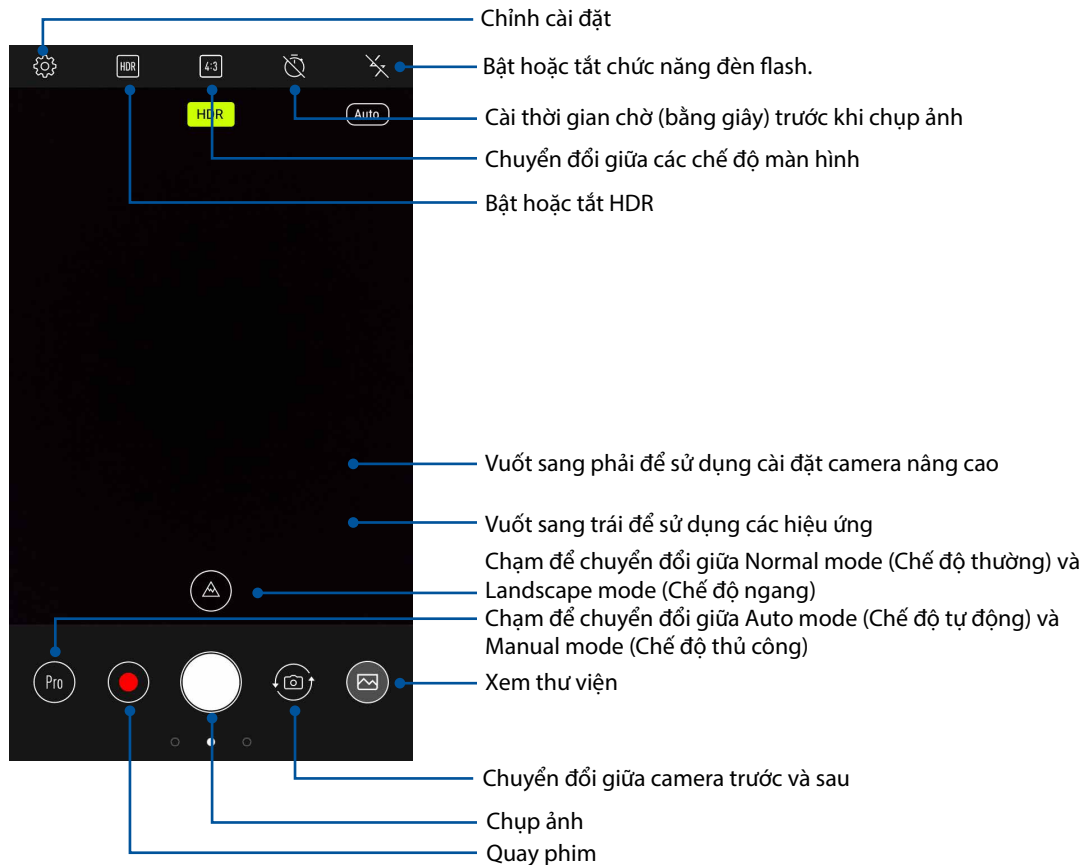 Chỉnh cài đặt
HDR
4:3
Bật hoặc tắt chức năng đèn flash.
HDR
Auto
Cài thời gian chờ (bằng giây) trước khi chụp ảnh
Chuyển đổi giữa các chế độ màn hình
Bật hoặc tắt HDR
Vuốt sang phải để sử dụng cài đặt camera nâng cao
Vuốt sang trái để sử dụng các hiệu ứng
Chạm để chuyển đổi giữa Normal mode (Chế độ thường) và
Landscape mode (Chế độ ngang)
Chạm để chuyển đổi giữa Auto mode (Chế độ tự động) và
Manual mode (Chế độ thủ công)
Pro
Xem thư viện
Chuyển đổi giữa camera trước và sau
Chụp ảnh
Quay phim